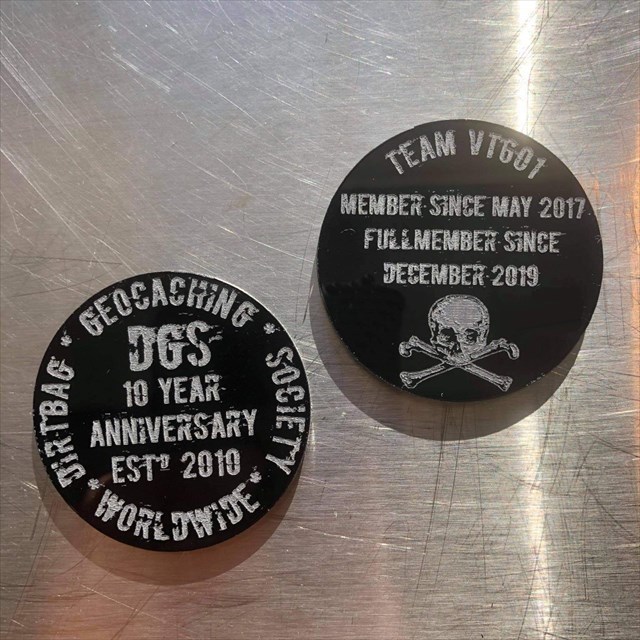 DIRTBAG * GEOCACHING * SOCIETY
DGS
10 YEAR
ANNIVERSARY
ESTD 2010
* WORLDWIDE *
TEAM VT601
MEMBER SINCE MAY 2017
FULLMEMBER SINCE
DECEMBER 2019